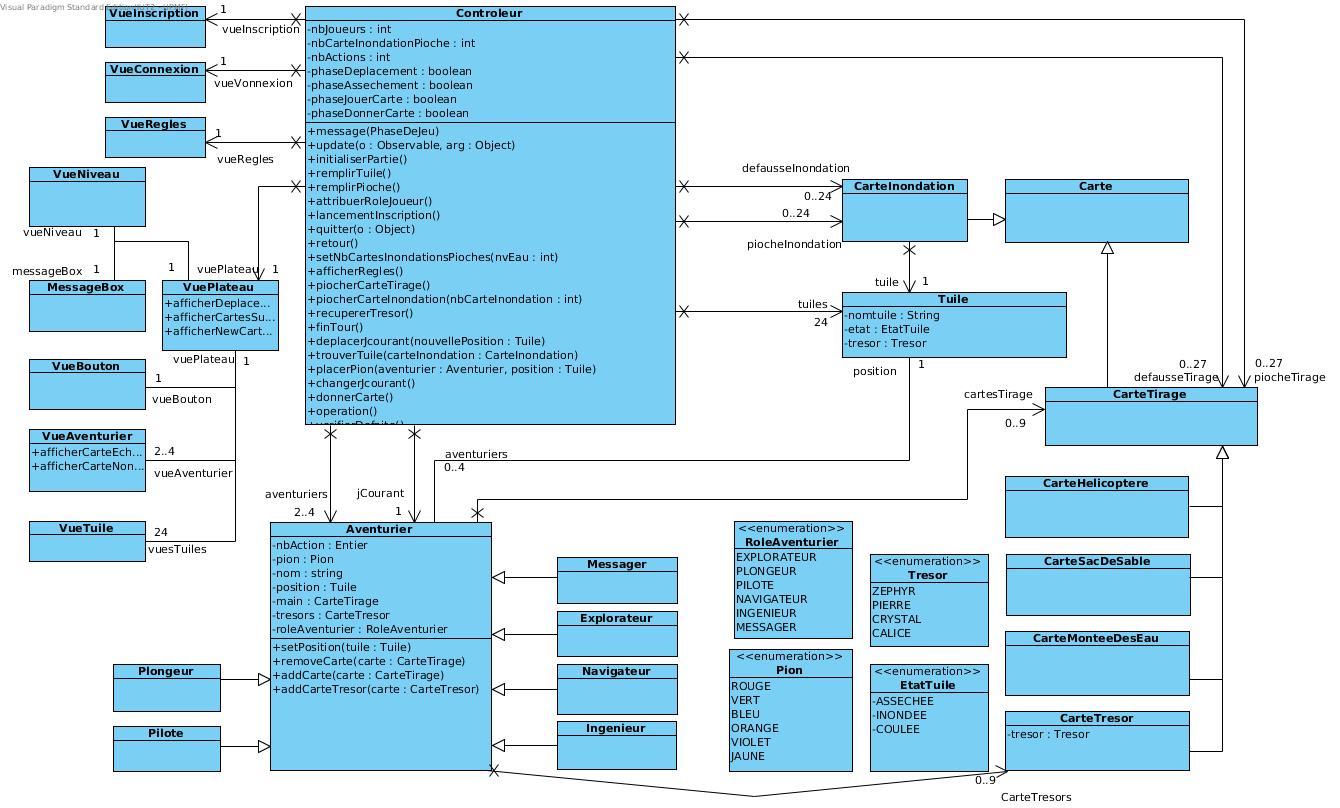 Visual Paradigm Standard
VueInscription
1
vueInscription
VueConnexion
1
vueVonnexion
VueRegles
1
vueRegles
VueNiveau
vueNiveau
1
messageBox
1
MessageBox
1
vuePlateau
1
VuePlateau
+afficherDeplace...
+afficherCartesSu...
+afficherNewCart...
vuePlateau
1
VueBouton
1
vueBouton
VueAventurier
+afficherCarteEch...
+afficherCarteNon...
2..4
vueAventurier
VueTuile
24
vuesTuiles
Controleur
-nbJoueurs : int
-nbCarteInondationPioche : int
-nbActions : int
-phaseDeplacement : boolean
-phaseAssechement : boolean
-phaseJouerCarte : boolean
-phaseDonnerCarte : boolean
+message(PhaseDeJeu)
+update(o : Observable, arg : Object)
+initialiserPartie()
+remplirTuile()
+remplirPioche()
+attribuerRoleJoueur()
+lancementInscription()
+quitter(o : Object)
+retour()
+setNbCartesInondationsPioches(nvEau : int)
+afficherRegles()
+piocherCarteTirage()
+piocherCarteInondation(nbCarteInondation : int)
+recupererTresor()
+finTour()
+deplacerJcourant(nouvellePosition : Tuile)
+trouverTuile(carteInondation : CarteInondation)
+placerPion(aventurier : Aventurier, position : Tuile)
+changerJcourant()
+donnerCarte()
+operation()
defausseInondation
0..24
0..24
piocheInondation
CarteInondation
Carte
tuile
1
tuiles
24
Tuile
-nomtuile : String
-etat : EtatTuile
-tresor : Tresor
1
position
0..27
defausseTirage
0..27
piocheTirage
CarteTirage
cartesTirage
0..9
aventuriers
0..4
aventuriers
2..4
jCourant
1
Aventurier
-nbAction : Entier
-pion : Pion
-nom : string
-position : Tuile
-main : CarteTirage
-tresors : CarteTresor
-roleAventurier : RoleAventurier
+setPosition(tuile : Tuile)
+removeCarte(carte : CarteTirage)
+addCarte(carte : CarteTirage)
+addCarteTresor(carte : CarteTresor)
Plongeur
Pilote
Messager
Explorateur
Navigateur
Ingenieur
<<enumeration>>
RoleAventurier
EXPLORATEUR
PLONGEUR
PILOTE
NAVIGATEUR
INGENIEUR
MESSAGER
<<enumeration>>
Tresor
ZEPHYR
PIERRE
CRYSTAL
CALICE
<<enumeration>>
Pion
ROUGE
VERT
BLEU
ORANGE
VIOLET
JAUNE
<<enumeration>>
EtatTuile
-ASSECHEE
-INONDEE
-COULEE
CarteHelicoptere
CarteSacDeSable
CarteMonteeDesEau
CarteTresor
-tresor : Tresor
0..9
CarteTresors